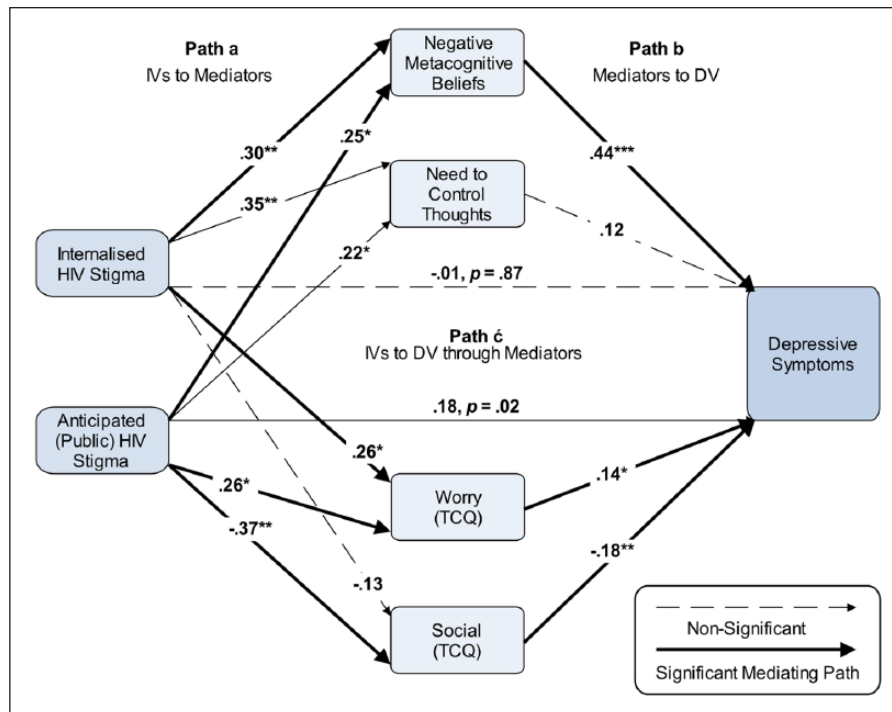 Path a
IVs to Mediators
Negative
Metacognitive
Beliefs
Path b
Mediators to DV
.30**
.25*
.44***
Need to
Control
Thoughts
.35**
.22*
.12
Internalised
HIV Stigma
-.01, p = .87
Path ć
IVs to DV through Mediators
Depressive
Symptoms
Anticipated
(Public) HIV
Stigma
.18, p = .02
.26*
.26*
Worry
(TCQ)
.14*
-.37**
-.18**
-.13
Social
(TCQ)
Non-Significant
Significant Mediating Path